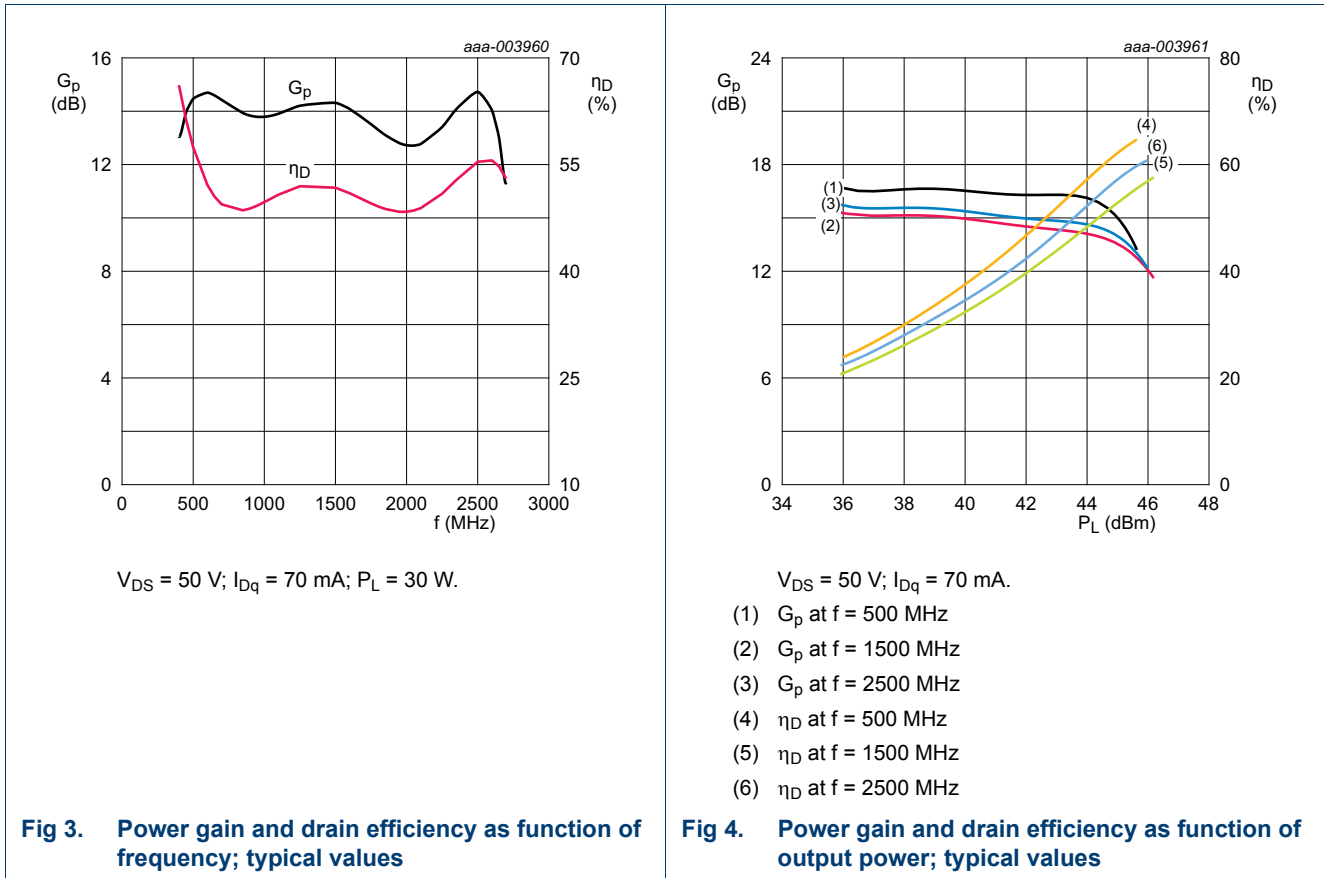 aaa-003960
16
70
Gp
(dB)
ηD
(%)
Gp
12
55
ηD
8
40
4
25
0
10
0 500 1000 1500 2000 2500 3000
f (MHz)
VDS = 50 V; IDq = 70 mA; PL = 30 W.
Fig 3. Power gain and drain efficiency as function of
frequency; typical values
aaa-003961
24
80
Gp
(dB)
ηD
(%)
(4)
(6)
(5)
18
60
(1)
(3)
(2)
12
40
6
20
0
0
34 36 38 40 42 44 46 48
PL (dBm)
VDS = 50 V; IDq = 70 mA.
(1) Gp at f = 500 MHz
(2) Gp at f = 1500 MHz
(3) Gp at f = 2500 MHz
(4) ηD at f = 500 MHz
(5) ηD at f = 1500 MHz
(6) ηD at f = 2500 MHz
Fig 4. Power gain and drain efficiency as function of
output power; typical values